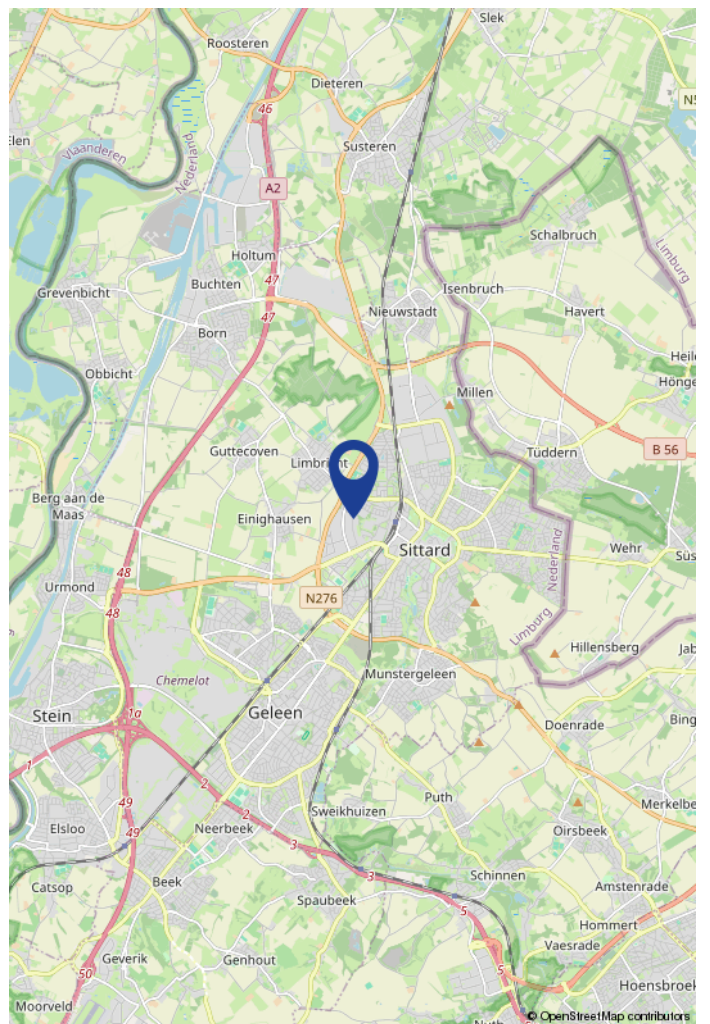 Slek
Roosteren
Dieteren
46
N5
Elen
Susteren
Vlaanderen
Nederland
A2
Schalbruch
Limburg
Holtum
47
Buchten
Isenbruch
Grevenbicht
Havert
47
Nieuwstadt
Born
Heile
Obbicht
Hönge
Millen
Guttecoven
Tüddern
B 56
Limbricht
Berg aan de
Maas
Einighausen
Sittard
Wehr
Süs
Nederland
48
Urmond
N276
48
Limburg
Hillensberg
Jab
Munstergeleen
Chemelot
Stein
1a
Geleen
Bing
Doenrade
1
2
Puth
49
2
Merkelbe
Sweikhuizen
Elsloo
49
Neerbeek
Oirsbeek
3
Catsop
Beek
3
Schinnen
Amstenrade
Spaubeek
5
Hommert
Vaesrade
Geverik
Genhout
5
50
Hoensbroek
Moorveld
Nuth
© OpenStreetMap contributors